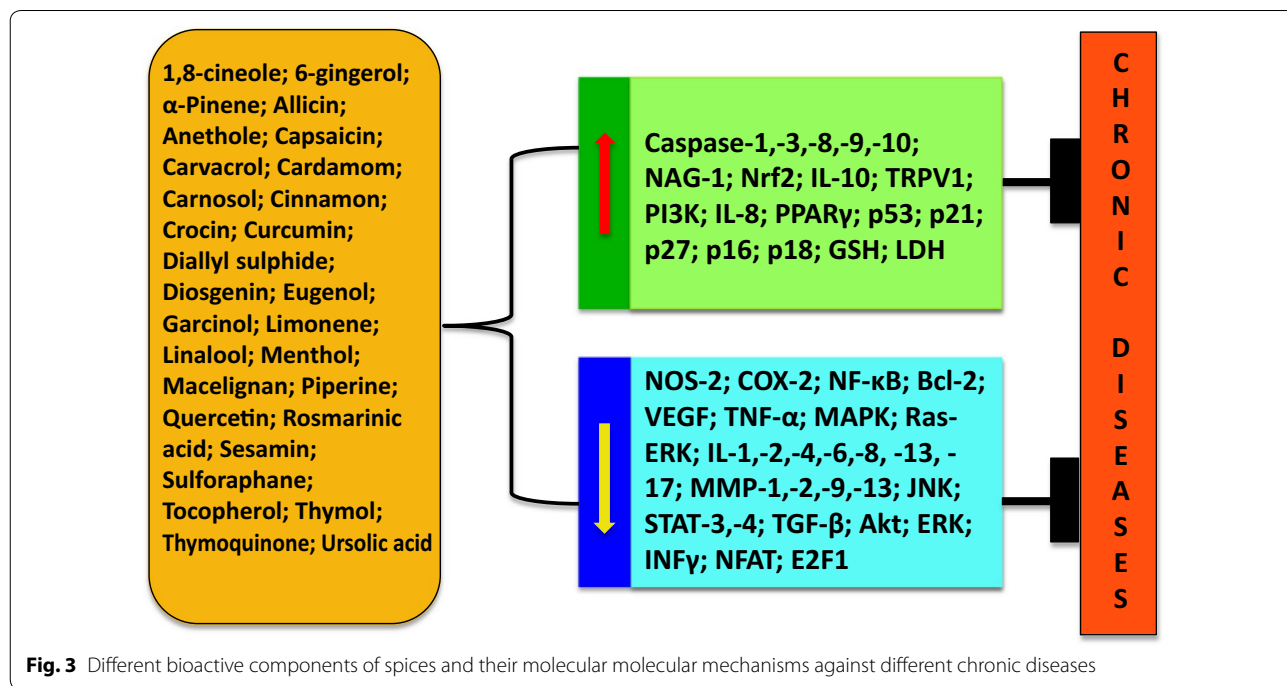 1,8-cineole; 6-gingerol;
α-Pinene; Allicin;
Anethole; Capsaicin;
Carvacrol; Cardamom;
Carnosol; Cinnamon;
Crocin; Curcumin;
Diallyl sulphide;
Diosgenin; Eugenol;
Garcinol; Limonene;
Linalool; Menthol;
Macelignan; Piperine;
Quercetin; Rosmarinic
acid; Sesamin;
Sulforaphane;
Tocopherol; Thymol;
Thymoquinone; Ursolic acid
Caspase-1,-3,-8,-9,-10;
NAG-1; Nrf2; IL-10; TRPV1;
PI3K; IL-8; PPARγ; p53; p21;
p27; p16; p18; GSH; LDH
NOS-2; COX-2; NF-κB; Bcl-2;
VEGF; TNF-α; MAPK; Ras-
ERK; IL-1,-2,-4,-6,-8, -13, -
17; MMP-1,-2,-9,-13; JNK;
STAT-3,-4; TGF-β; Akt; ERK;
INFγ; NFAT; E2F1
CHRONIC DISEASES
Fig. 3 Different bioactive components of spices and their molecular molecular mechanisms against different chronic diseases